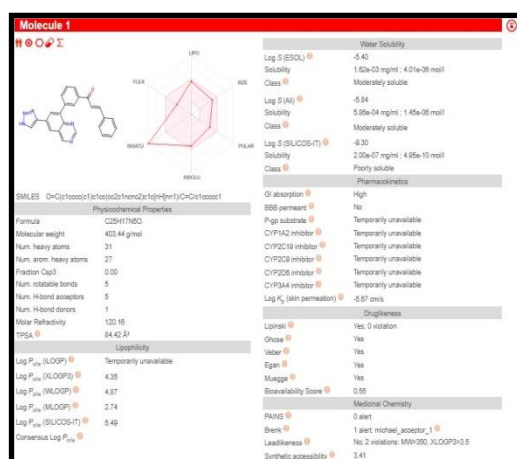 Molecule 1
LIPO
FLEX
SIZE
INSATU
POLAR
INSOLU
SMILES
Physicochemical Properties
Formula C25H17N5O
Molecular weight 403.44 g/mol
Num. heavy atoms 31
Num. arom. heavy atoms 27
Fraction Csp3 0.00
Num. rotatable bonds 5
Num. H-bond acceptors 5
Num. H-bond donors 1
Molar Refractivity 120.16
TPSA 84.42 Å²
Lipophilicity
Log Po/w (iLOGP) Temporarily unavailable
Log Po/w (XLOGP3) 4.35
Log Po/w (WLOGP) 4.87
Log Po/w (MLOGP) 2.74
Log Po/w (SILICOS-IT) 5.49
Consensus Log Po/w
Water Solubility
Log S (ESOL) -5.40
Solubility 1.62e-03 mg/ml ; 4.01e-06 mol/l
Class Moderately soluble
Log S (Ali) -5.84
Solubility 5.85e-04 mg/ml ; 1.45e-06 mol/l
Class Moderately soluble
Log S (SILICOS-IT) -9.30
Solubility 2.00e-07 mg/ml ; 4.95e-10 mol/l
Class Poorly soluble
Pharmacokinetics
GI absorption High
BBB permeant No
P-gp substrate Temporarily unavailable
CYP1A2 inhibitor Temporarily unavailable
CYP2C19 inhibitor Temporarily unavailable
CYP2C9 inhibitor Temporarily unavailable
CYP2D6 inhibitor Temporarily unavailable
CYP3A4 inhibitor Temporarily unavailable
Log Kp (skin permeation) -5.67 cm/s
Druglikeness
Lipinski Yes; 0 violation
Ghose Yes
Veber Yes
Egan Yes
Muegge Yes
Bioavailability Score 0.55
Medicinal Chemistry
PAINS 0 alert
Brenk 1 alert: michael_acceptor_1
Leadlikeness No; 2 violations: MW>350, XLOGP3>3.5
Synthetic accessibility 3.41